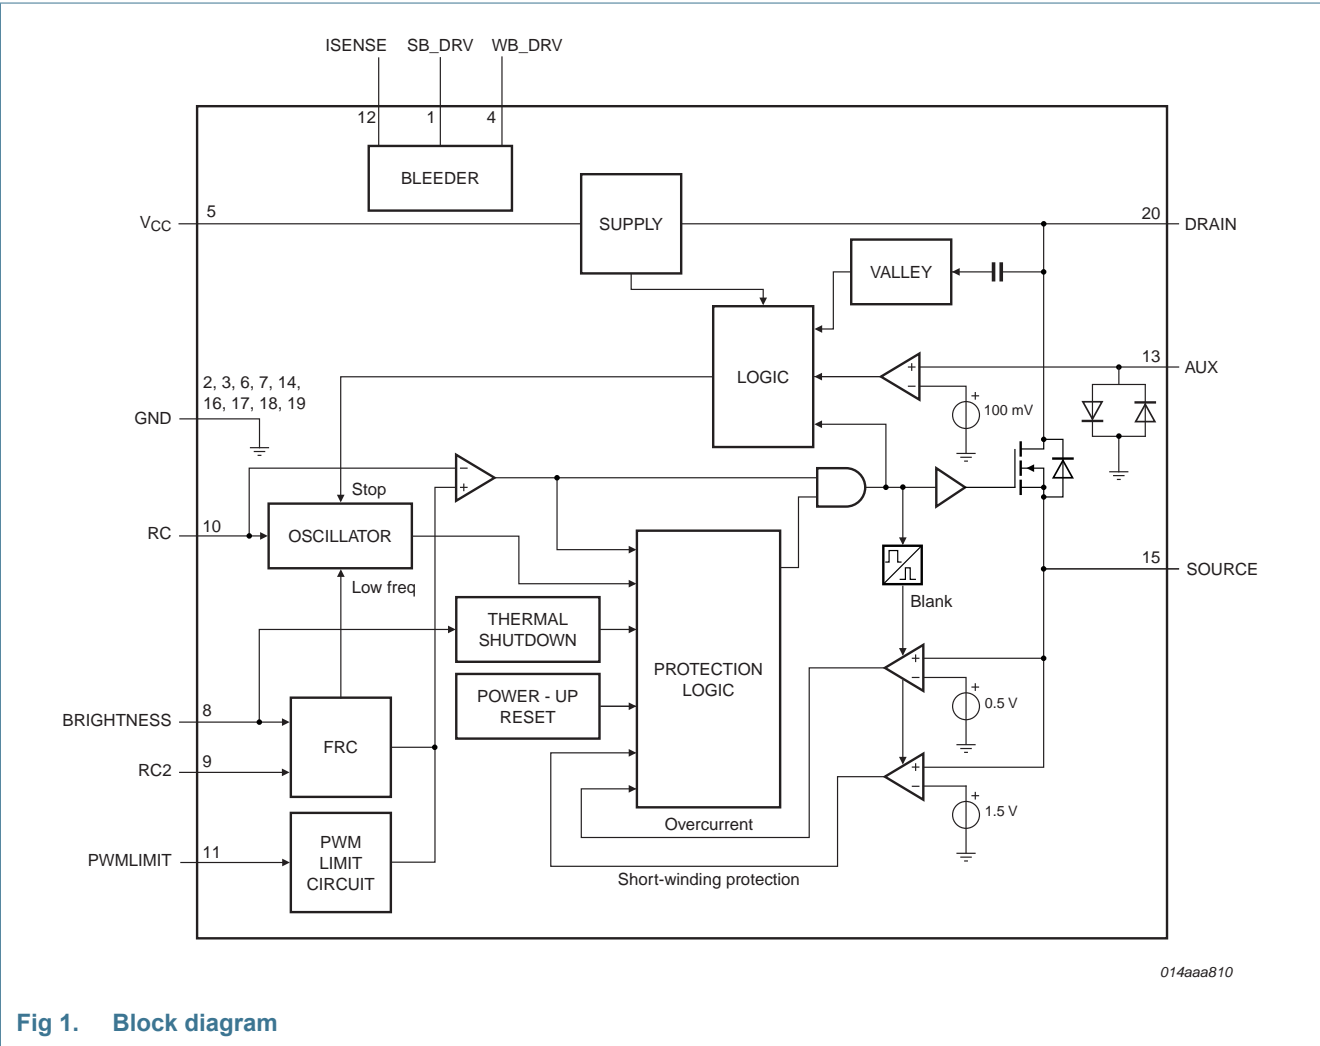 ISENSE SB_DRV WB_DRV
12 1 4
BLEEDER
VCC 5
SUPPLY
20 DRAIN
VALLEY
LOGIC
13 AUX
+
−
+
100 mV
2, 3, 6, 7, 14,
16, 17, 18, 19
GND
−
+
Stop
RC 10
OSCILLATOR
Low freq
15 SOURCE
Blank
THERMAL
SHUTDOWN
PROTECTION
LOGIC
+
−
+
0.5 V
POWER - UP
RESET
BRIGHTNESS 8
FRC
RC2 9
+
−
+
1.5 V
Overcurrent
PWMLIMIT 11
PWM
LIMIT
CIRCUIT
Short-winding protection
014aaa810
Fig 1. Block diagram